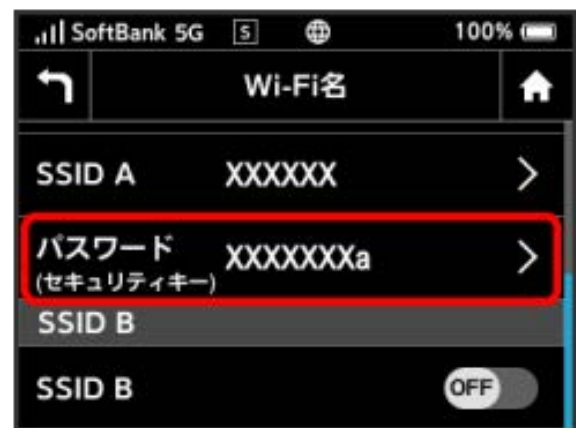 SoftBank 5G S 100%
Wi-Fi名
SSID A XXXXXX
パスワード XXXXXXXa
(セキュリティキー)
SSID B
SSID B OFF